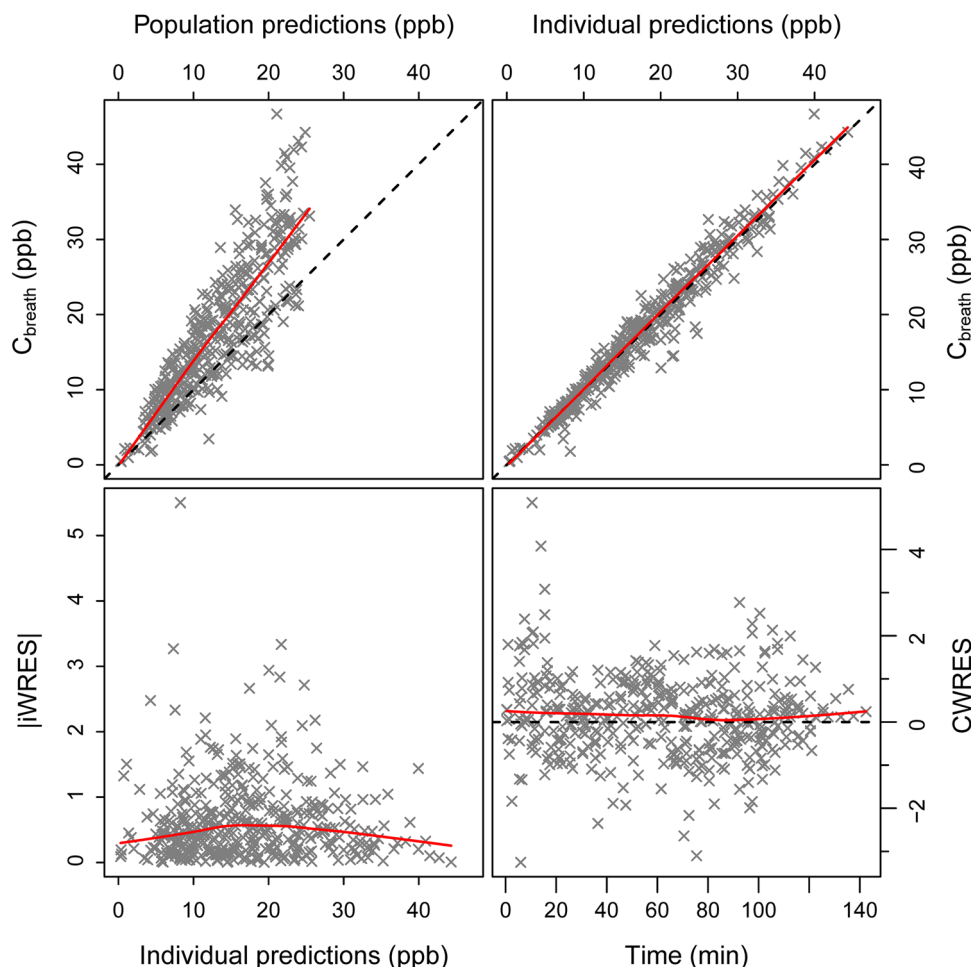 Population predictions (ppb) Individual predictions (ppb)
0 10 20 30 40 0 10 20 30 40
C_breath (ppb)
40
30
20
10
0
C_breath (ppb)
40
30
20
10
0
|iWRES|
5
4
3
2
1
0
CWRES
4
2
0
−2
0 10 20 30 40 0 20 40 60 80 100 120 140
Individual predictions (ppb) Time (min)